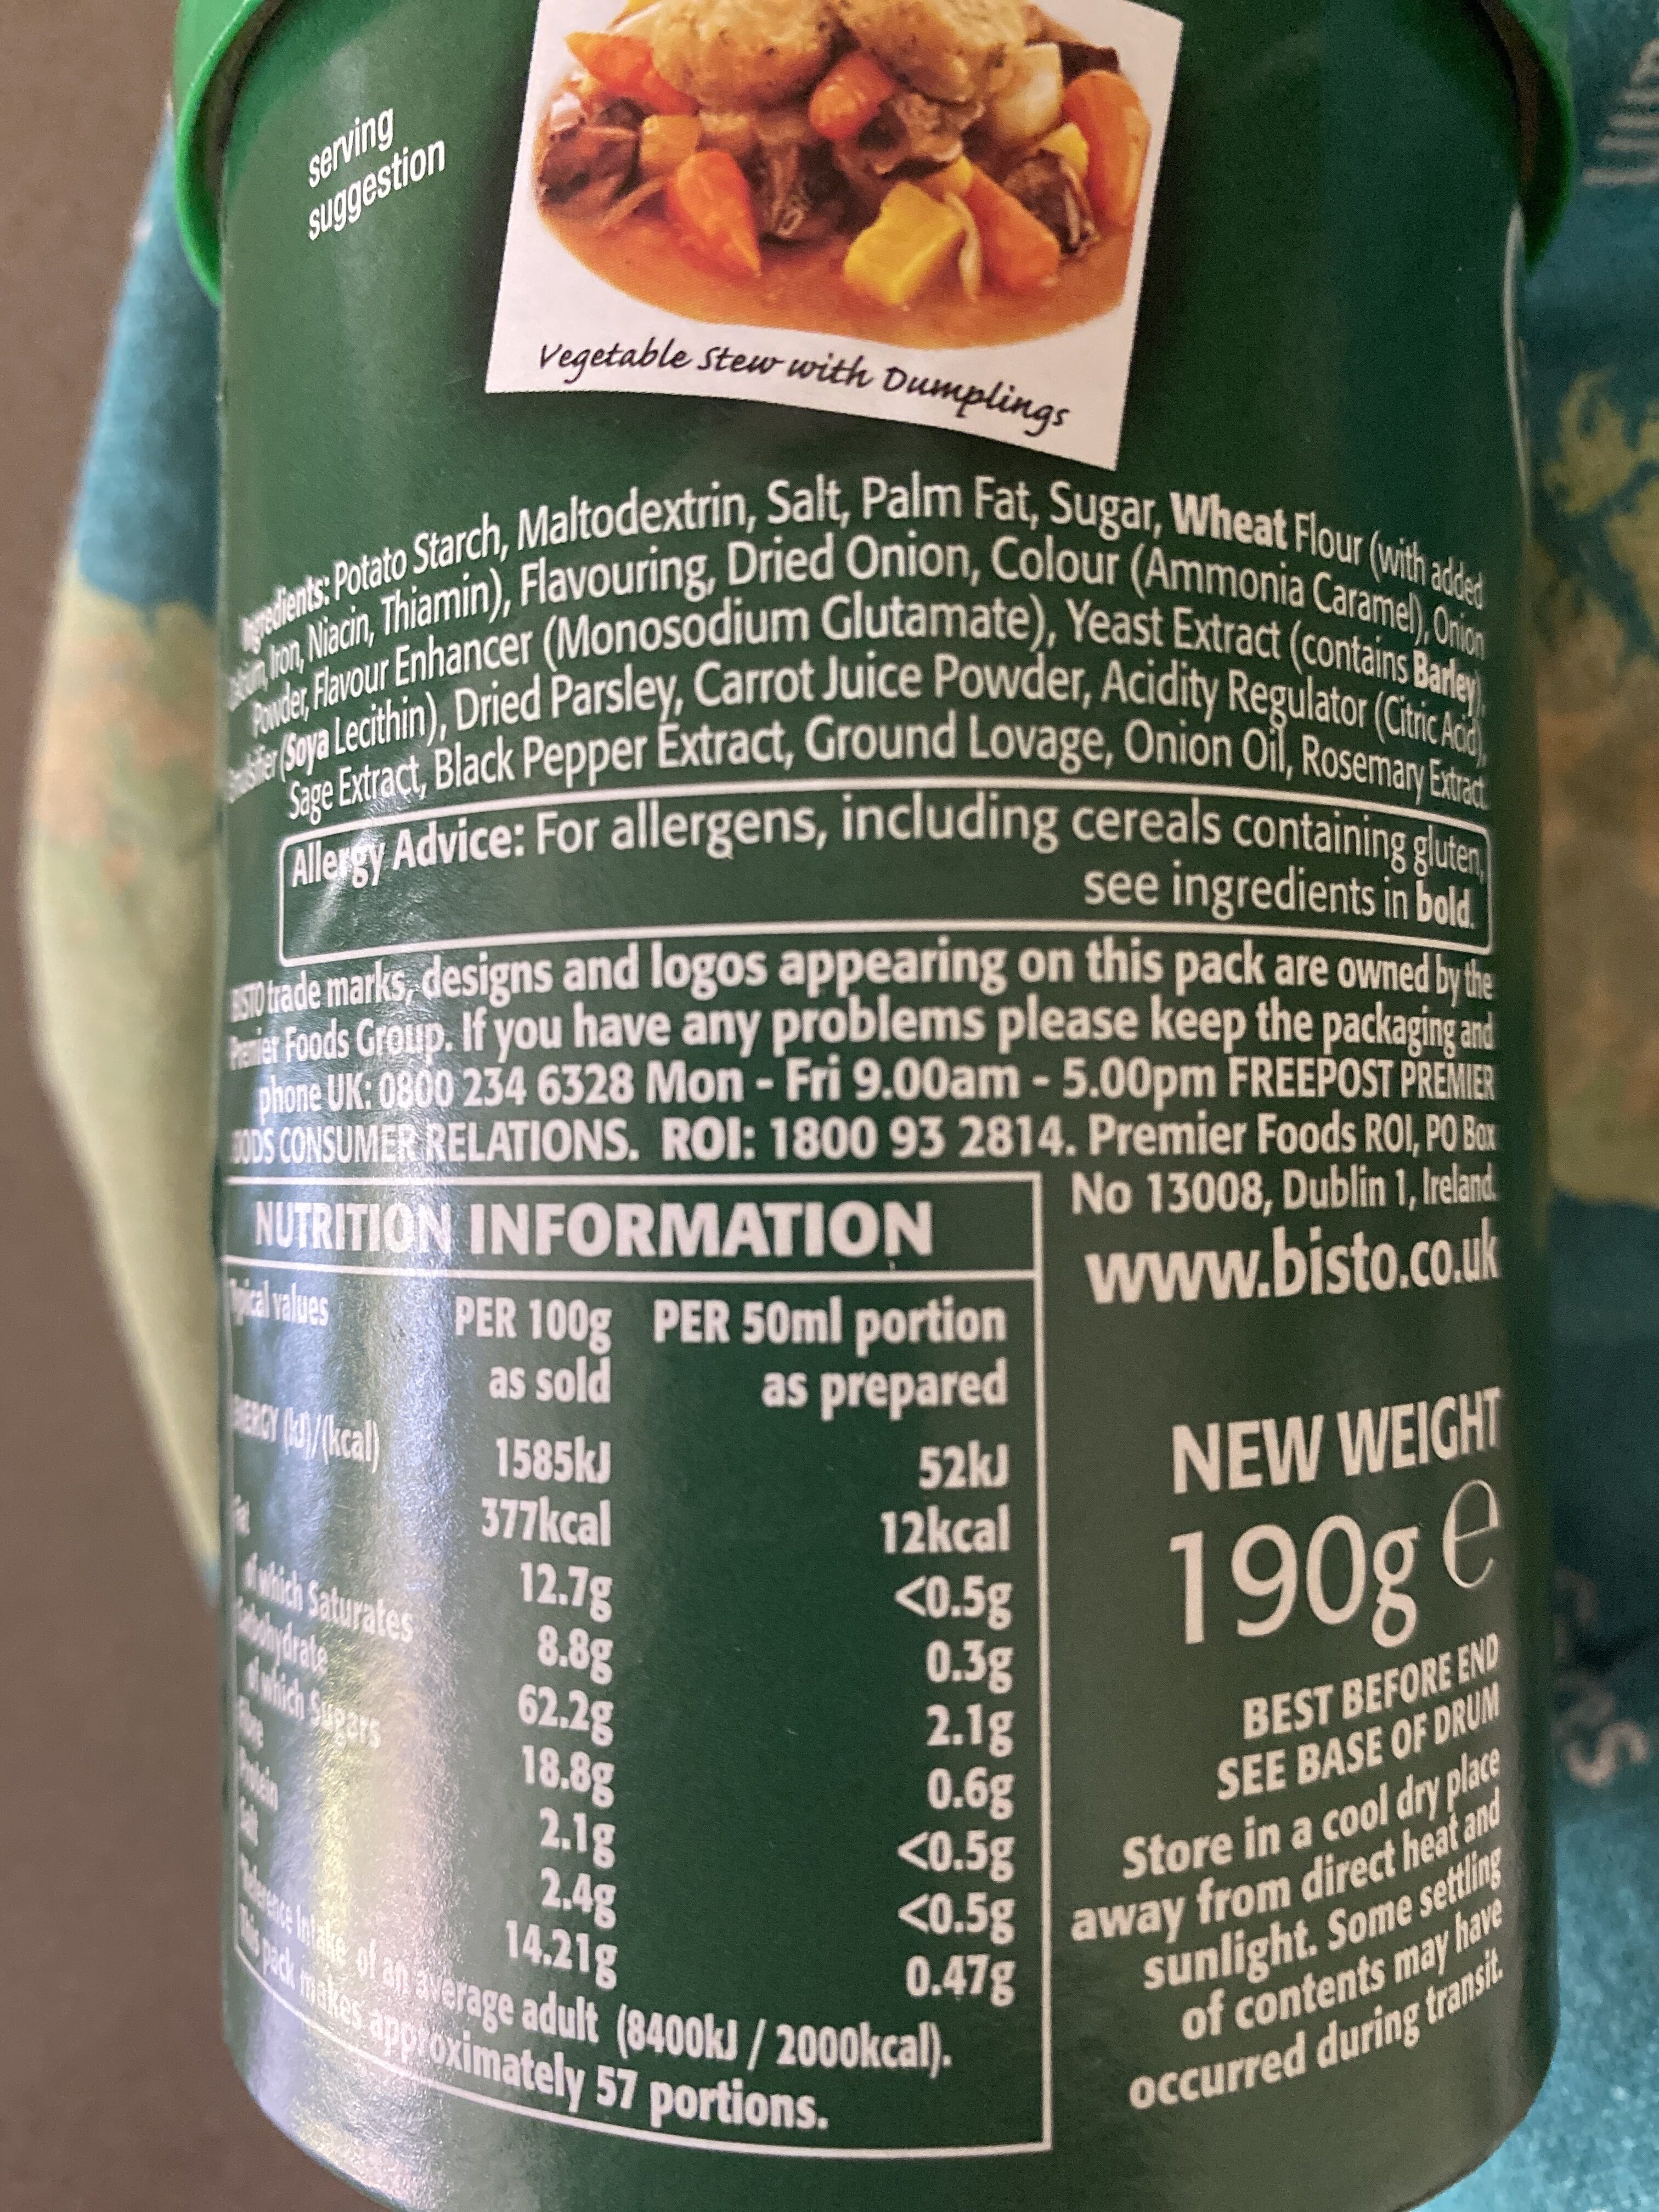 serving
suggestion
Vegetable Stew with Dumplings
Ingredients: Potato Starch, Maltodextrin, Salt, Palm Fat, Sugar, Wheat Flour (with added
Calcium, Iron, Niacin, Thiamin), Flavouring, Dried Onion, Colour (Ammonia Caramel), Onion
Powder, Flavour Enhancer (Monosodium Glutamate), Yeast Extract (contains Barley),
Emulsifier (Soya Lecithin), Dried Parsley, Carrot Juice Powder, Acidity Regulator (Citric Acid),
Sage Extract, Black Pepper Extract, Ground Lovage, Onion Oil, Rosemary Extract.
Allergy Advice: For allergens, including cereals containing gluten,
see ingredients in bold.
BISTO trade marks, designs and logos appearing on this pack are owned by the
Premier Foods Group. If you have any problems please keep the packaging and
phone UK: 0800 234 6328 Mon - Fri 9.00am - 5.00pm FREEPOST PREMIER
FOODS CONSUMER RELATIONS. ROI: 1800 93 2814. Premier Foods ROI, PO Box
No 13008, Dublin 1, Ireland.
www.bisto.co.uk
NUTRITION INFORMATION
Typical values PER 100g PER 50ml portion
as sold as prepared
ENERGY (kJ)/(kcal) 1585kJ 52kJ
377kcal 12kcal
Fat 12.7g <0.5g
of which Saturates 8.8g 0.3g
Carbohydrate 62.2g 2.1g
of which Sugars 18.8g 0.6g
Fibre 2.1g <0.5g
Protein 2.4g <0.5g
Salt 14.21g 0.47g
Reference Intake of an average adult (8400kJ / 2000kcal).
This pack makes approximately 57 portions.
NEW WEIGHT
190g e
BEST BEFORE END
SEE BASE OF DRUM
Store in a cool dry place
away from direct heat and
sunlight. Some settling
of contents may have
occurred during transit.